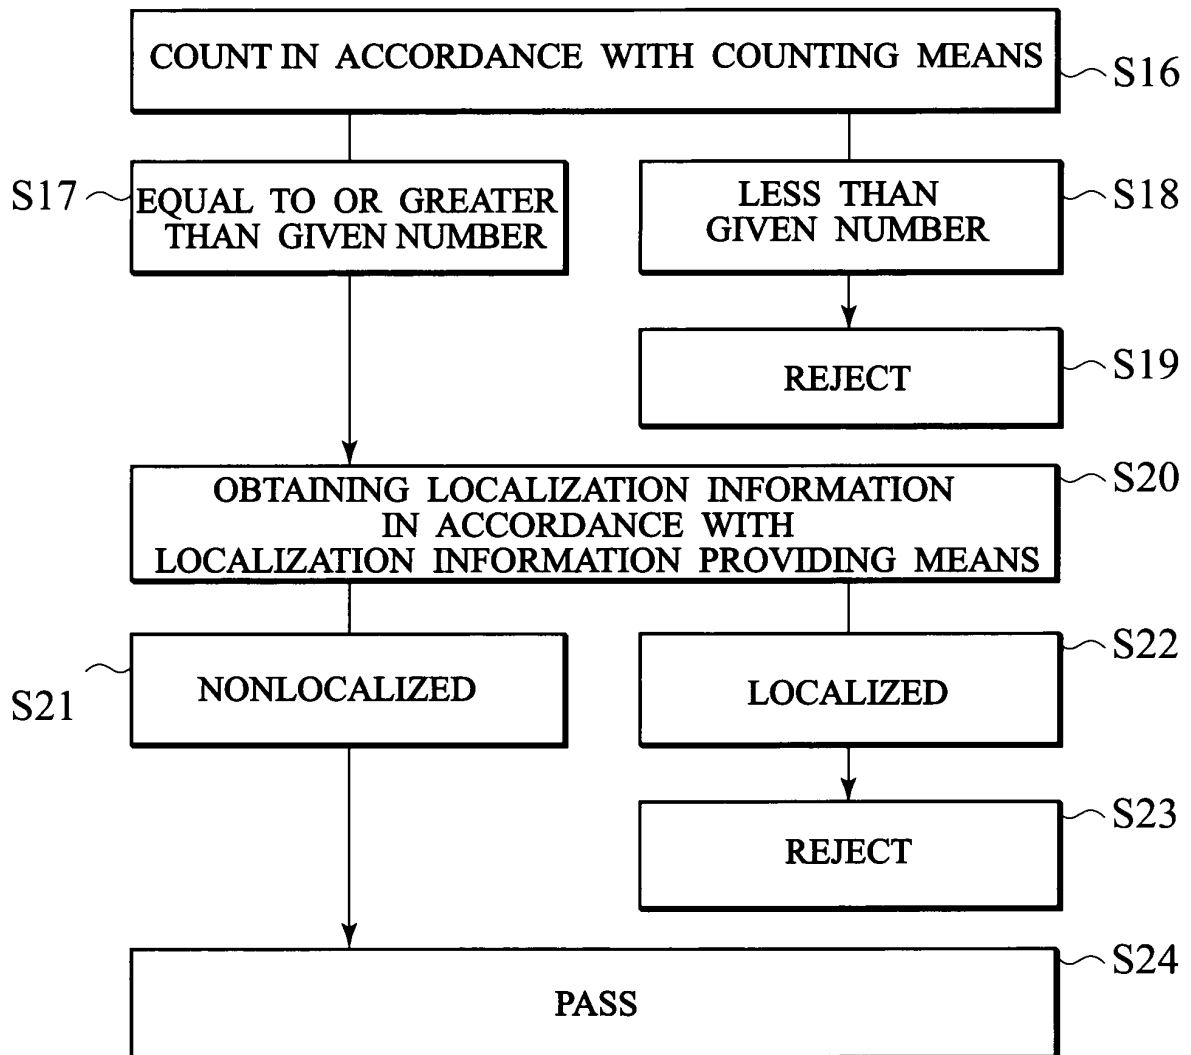 COUNT IN ACCORDANCE WITH COUNTING MEANS
S16
S17
EQUAL TO OR GREATER
THAN GIVEN NUMBER
LESS THAN
GIVEN NUMBER
S18
REJECT
S19
OBTAINING LOCALIZATION INFORMATION
IN ACCORDANCE WITH
LOCALIZATION INFORMATION PROVIDING MEANS
S20
S21
NONLOCALIZED
LOCALIZED
S22
REJECT
S23
PASS
S24